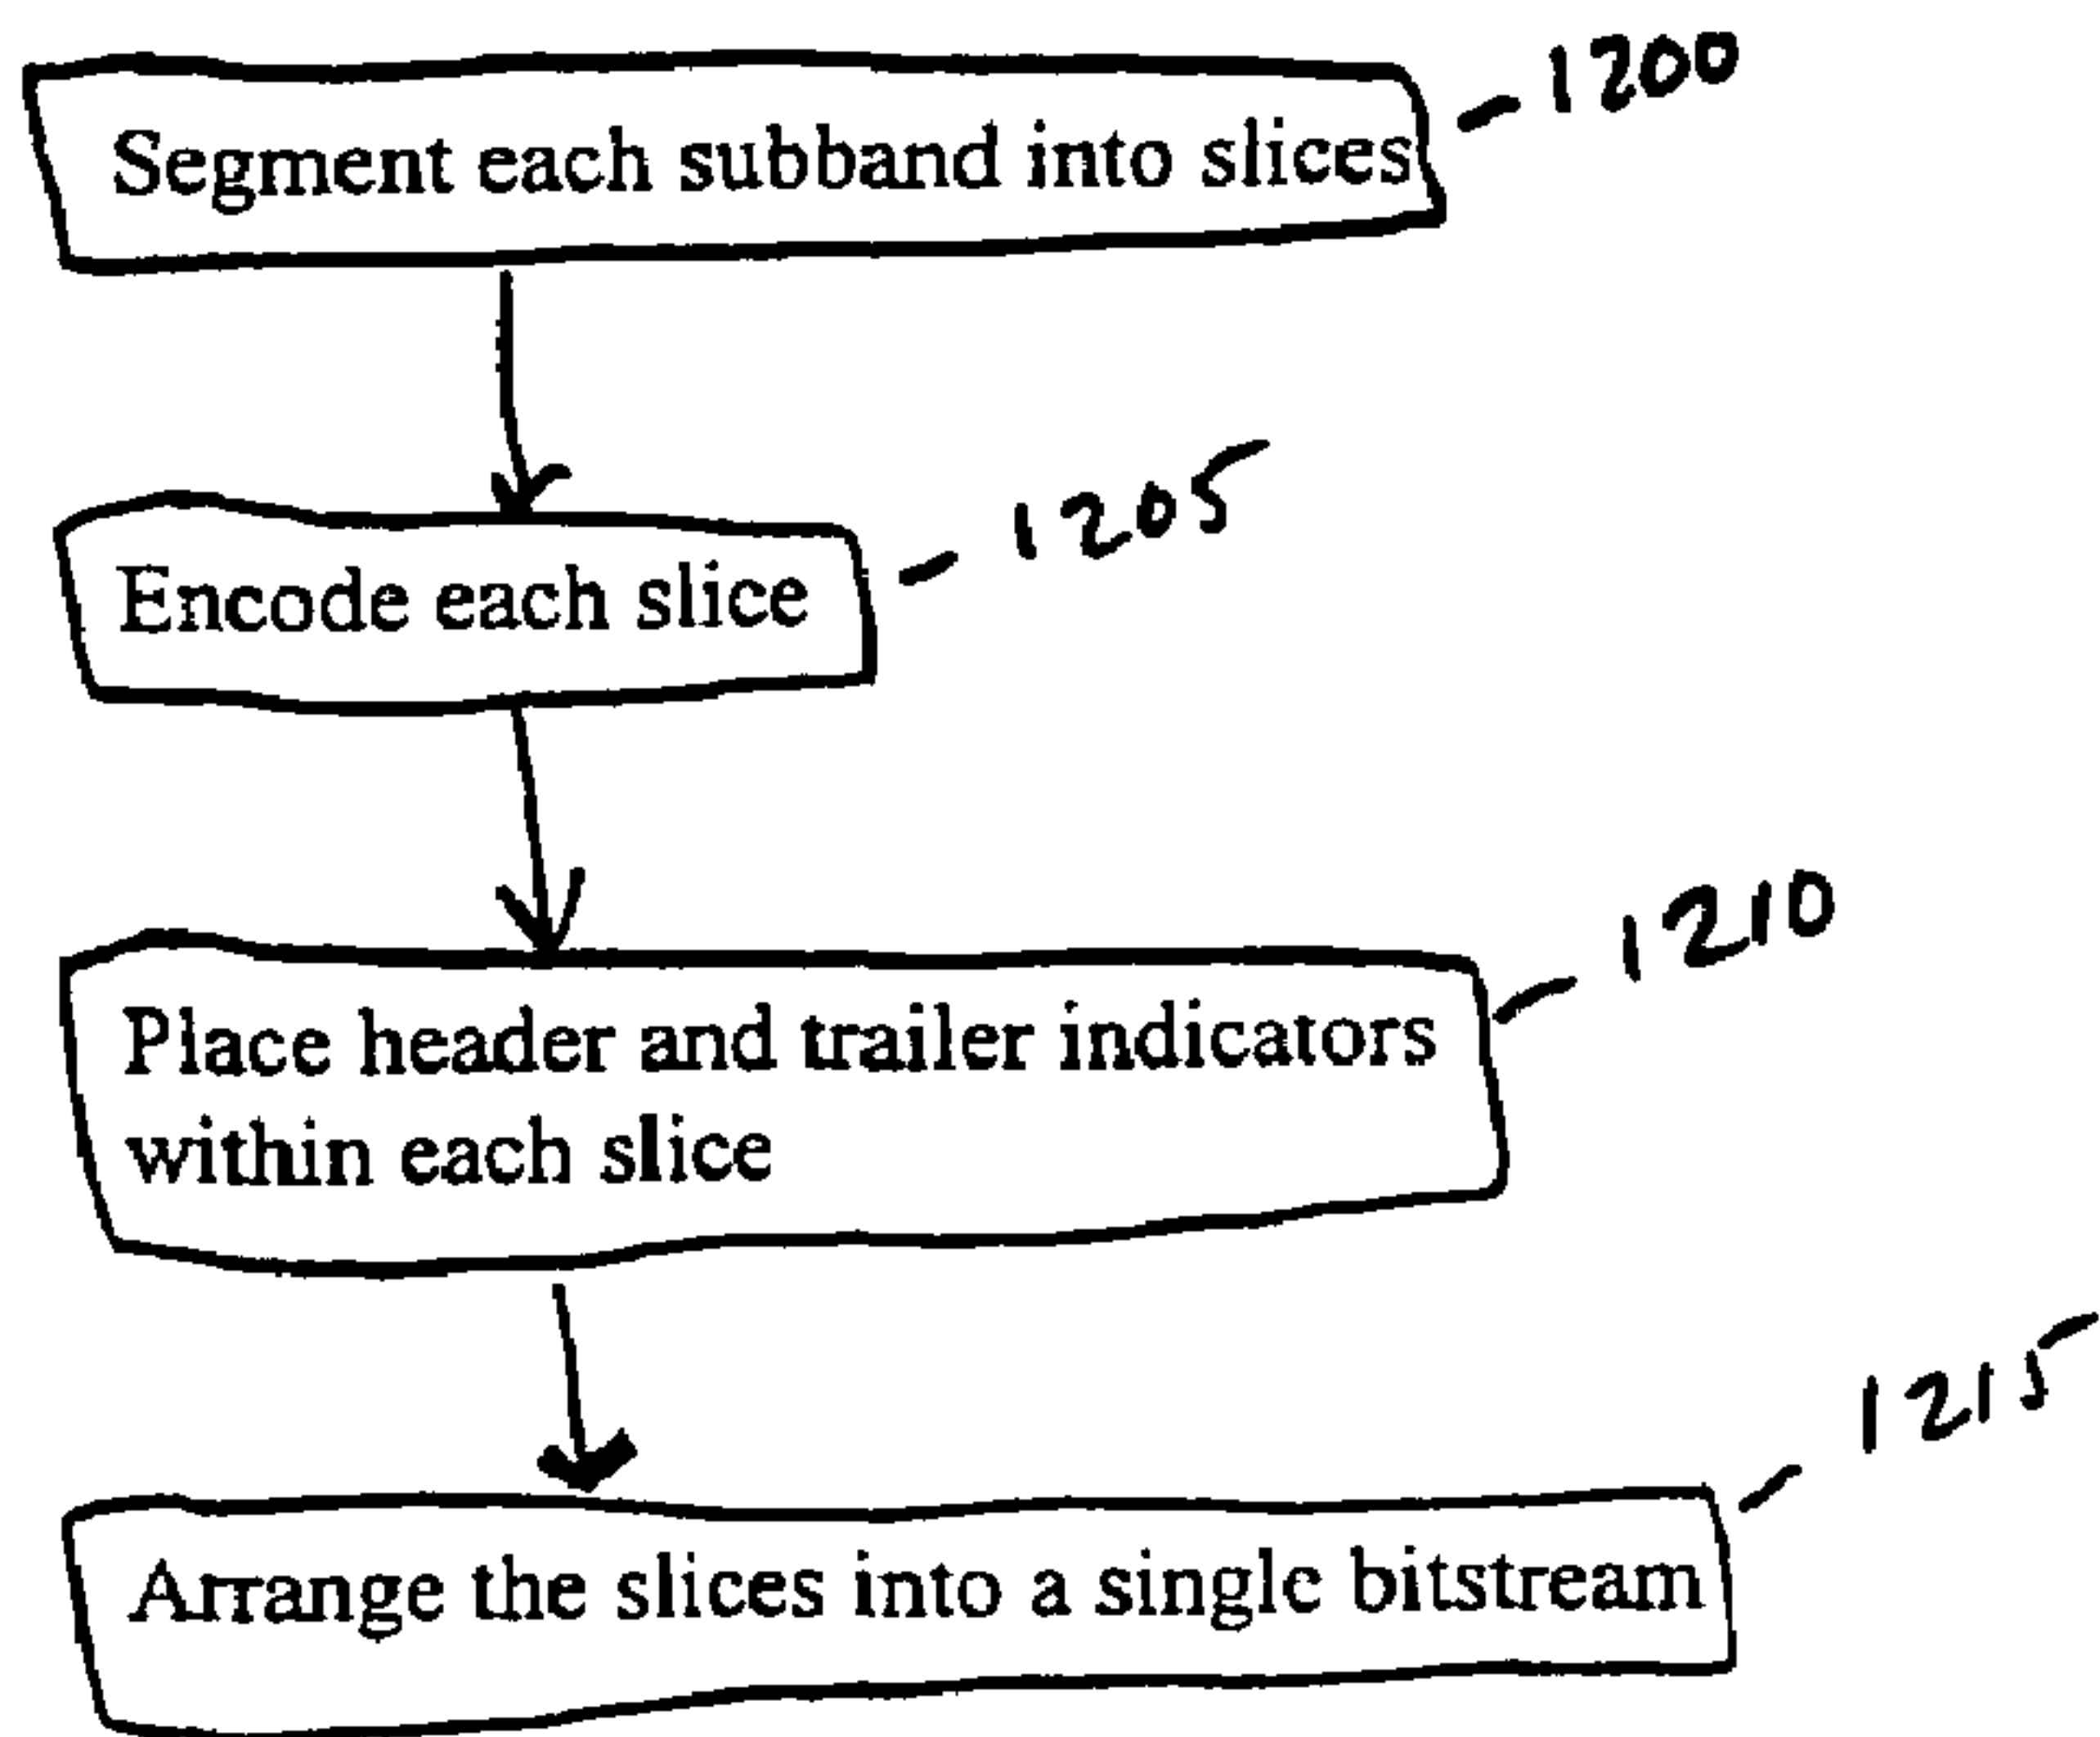 Segment each subband into slices
1200
Encode each slice
1205
Place header and trailer indicators
within each slice
1210
Arrange the slices into a single bitstream
1215